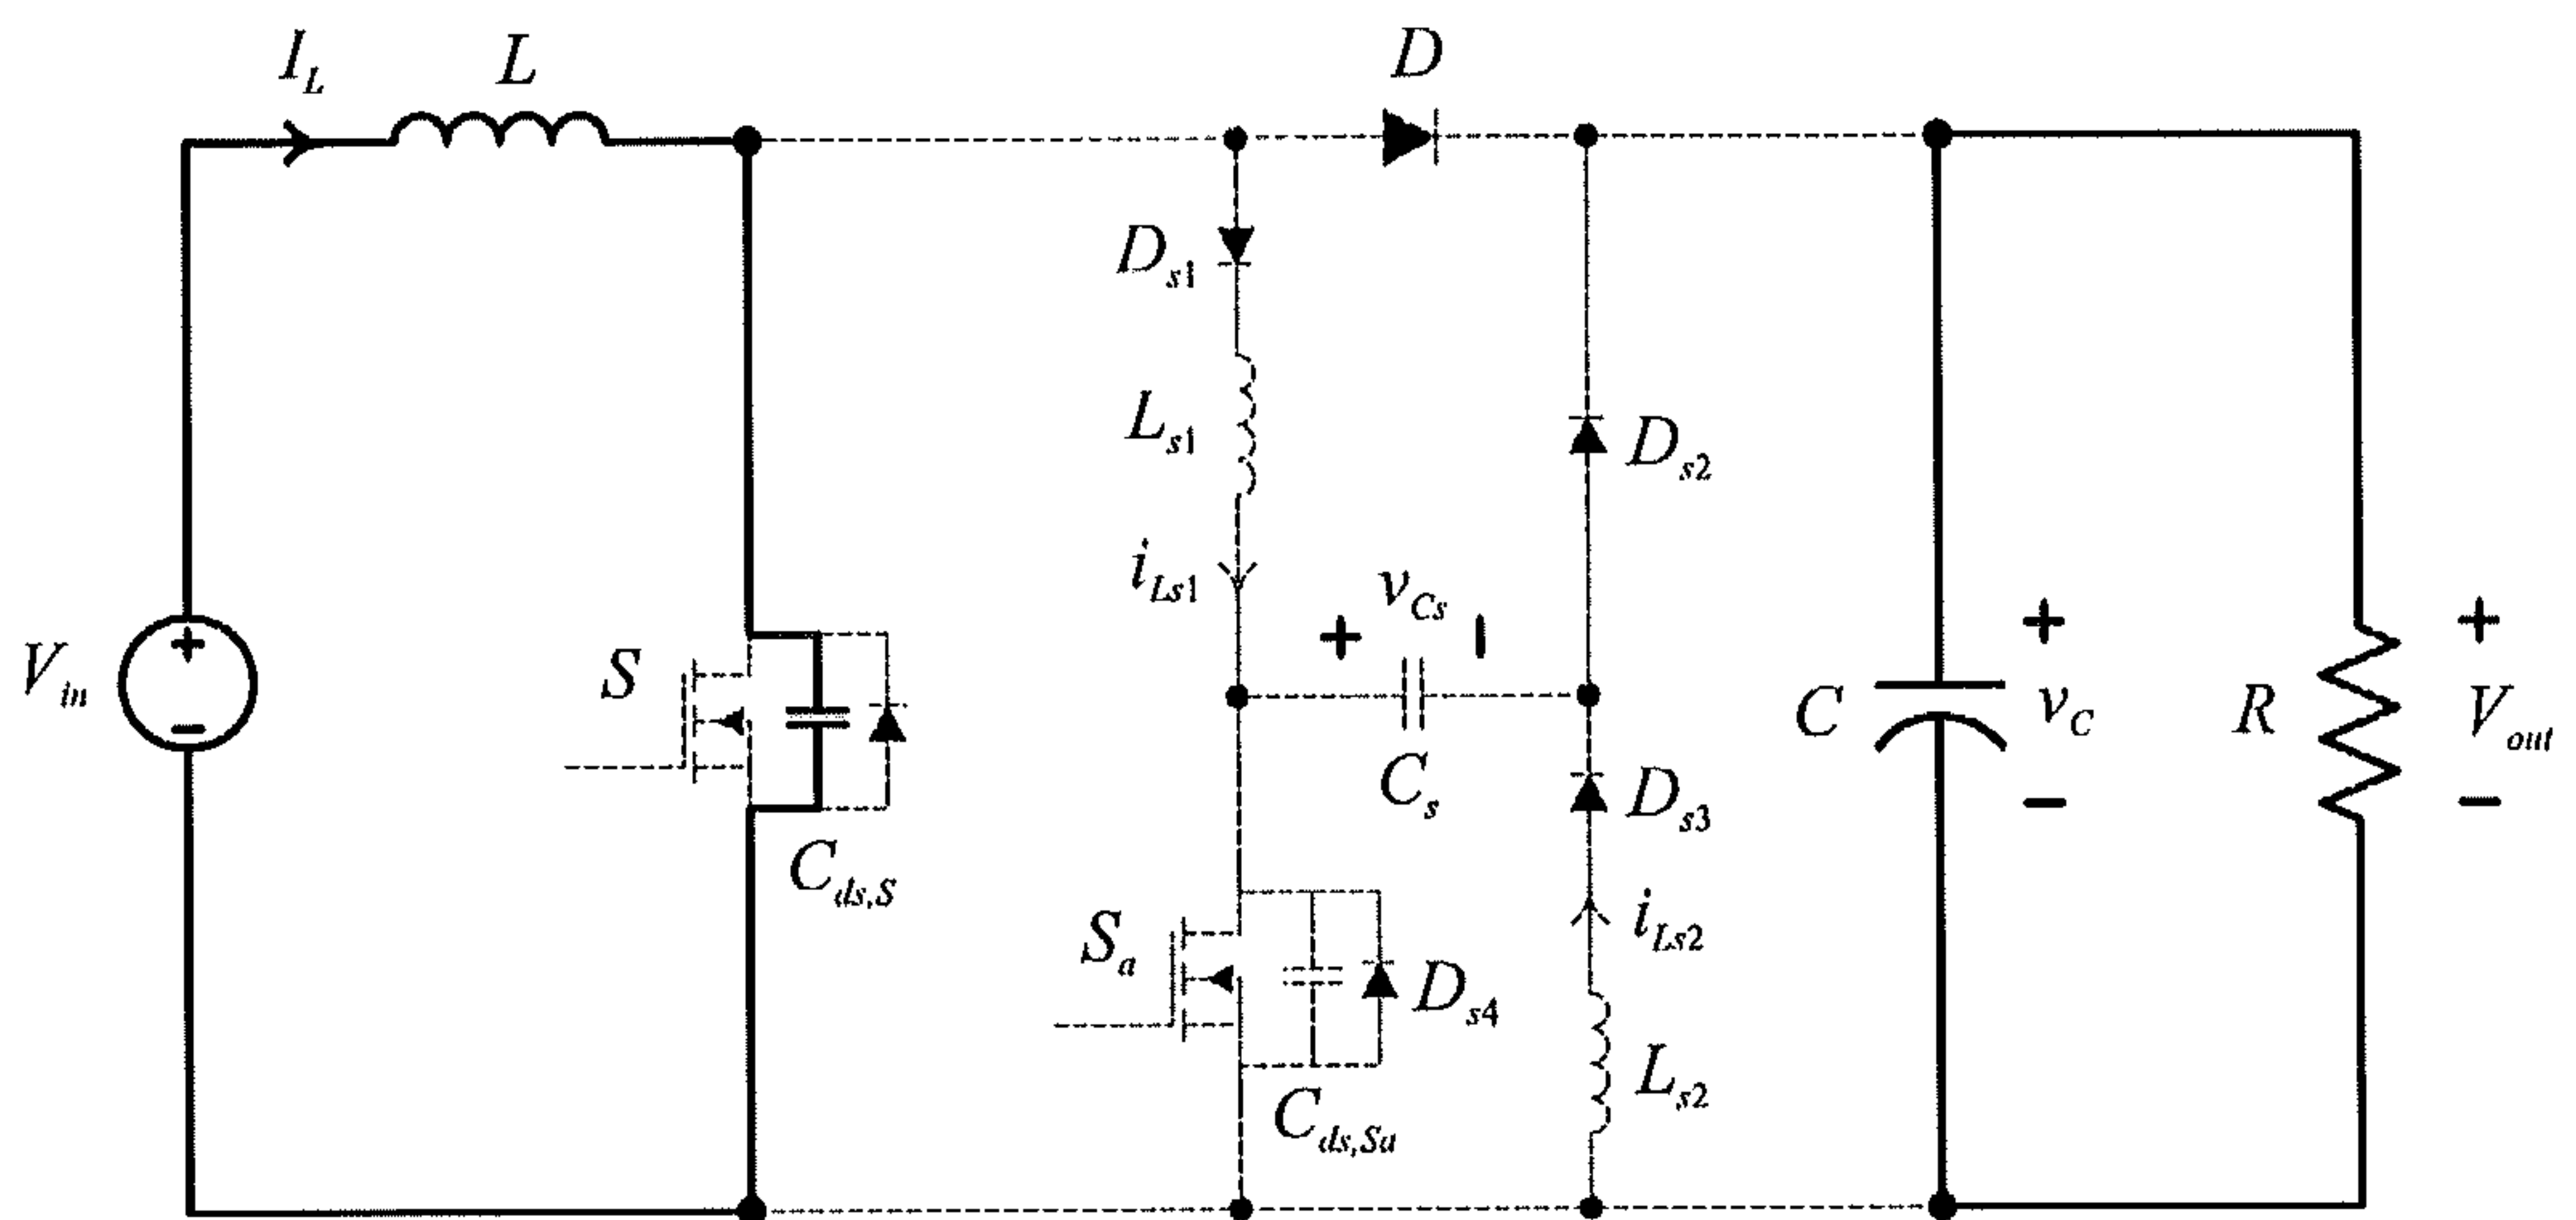 I_L
L
D
D_s1
L_s1
D_s2
i_Ls1
v_Cs
+ −
+
V_in
−
S
C_s
D_s3
C
+
v_C
−
R
+
V_out
−
C_ds,S
S_a
D_s4
i_Ls2
L_s2
C_ds,Sa